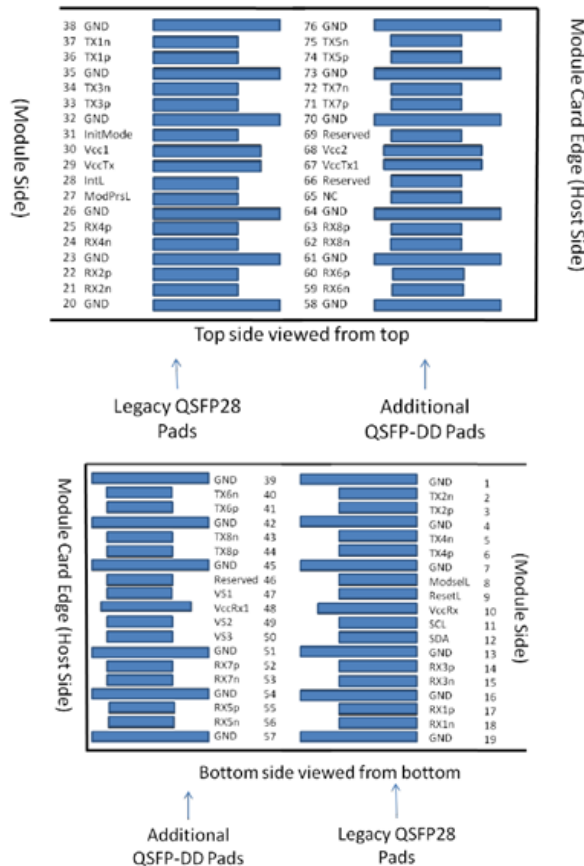 38 GND 76 GND
37 TX1n 75 TX5n
36 TX1p 74 TX5p
35 GND 73 GND
34 TX3n 72 TX7n
33 TX3p 71 TX7p
32 GND 70 GND
31 InitMode 69 Reserved
30 Vcc1 68 Vcc2
29 VccTx 67 VccTx1
28 IntL 66 Reserved
27 ModPrsL 65 NC
26 GND 64 GND
25 RX4p 63 RX8p
24 RX4n 62 RX8n
23 GND 61 GND
22 RX2p 60 RX6p
21 RX2n 59 RX6n
20 GND 58 GND
(Module Side)
Module Card Edge (Host Side)
Top side viewed from top
Legacy QSFP28
Pads
Additional
QSFP-DD Pads
GND 39 GND 1
TX6n 40 TX2n 2
TX6p 41 TX2p 3
GND 42 GND 4
TX8n 43 TX4n 5
TX8p 44 TX4p 6
GND 45 GND 7
Reserved 46 ModselL 8
VS1 47 ResetL 9
VccRx1 48 VccRx 10
VS2 49 SCL 11
VS3 50 SDA 12
GND 51 GND 13
RX7p 52 RX3p 14
RX7n 53 RX3n 15
GND 54 GND 16
RX5p 55 RX1p 17
RX5n 56 RX1n 18
GND 57 GND 19
Module Card Edge (Host Side)
(Module Side)
Bottom side viewed from bottom
Additional
QSFP-DD Pads
Legacy QSFP28
Pads